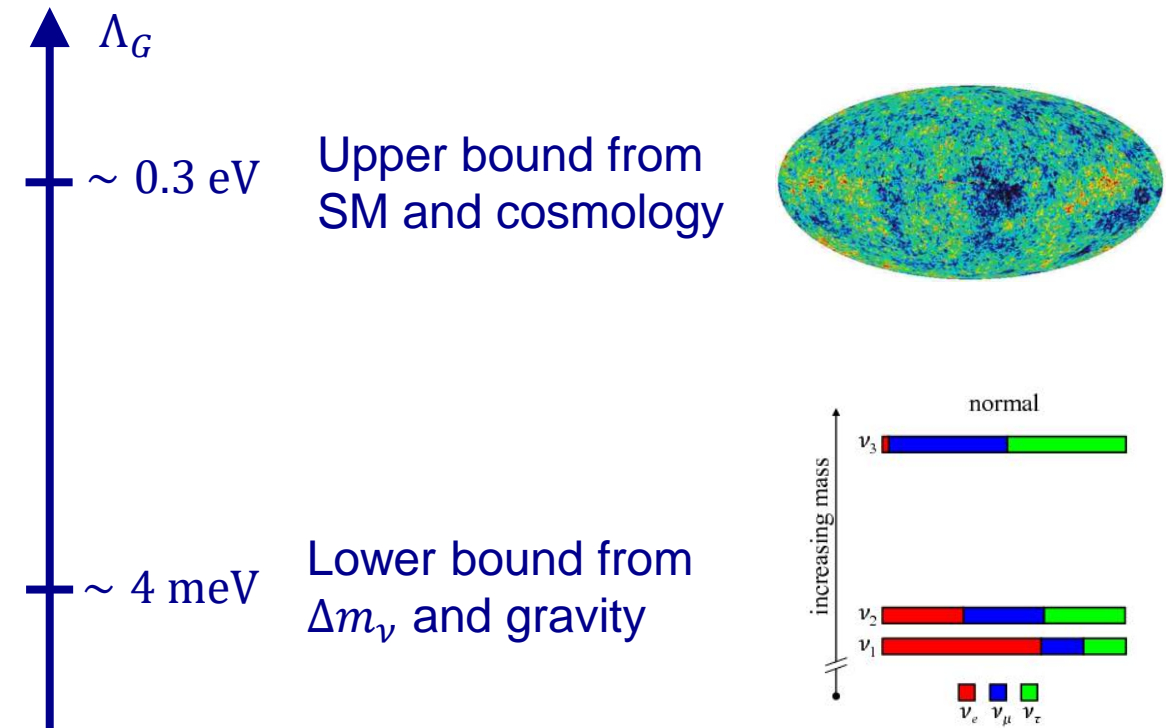 Λ_G
~ 0.3 eV
Upper bound from
SM and cosmology
~ 4 meV
Lower bound from
Δm_ν and gravity
normal
increasing mass
ν_3
ν_2
ν_1
ν_e ν_μ ν_τ